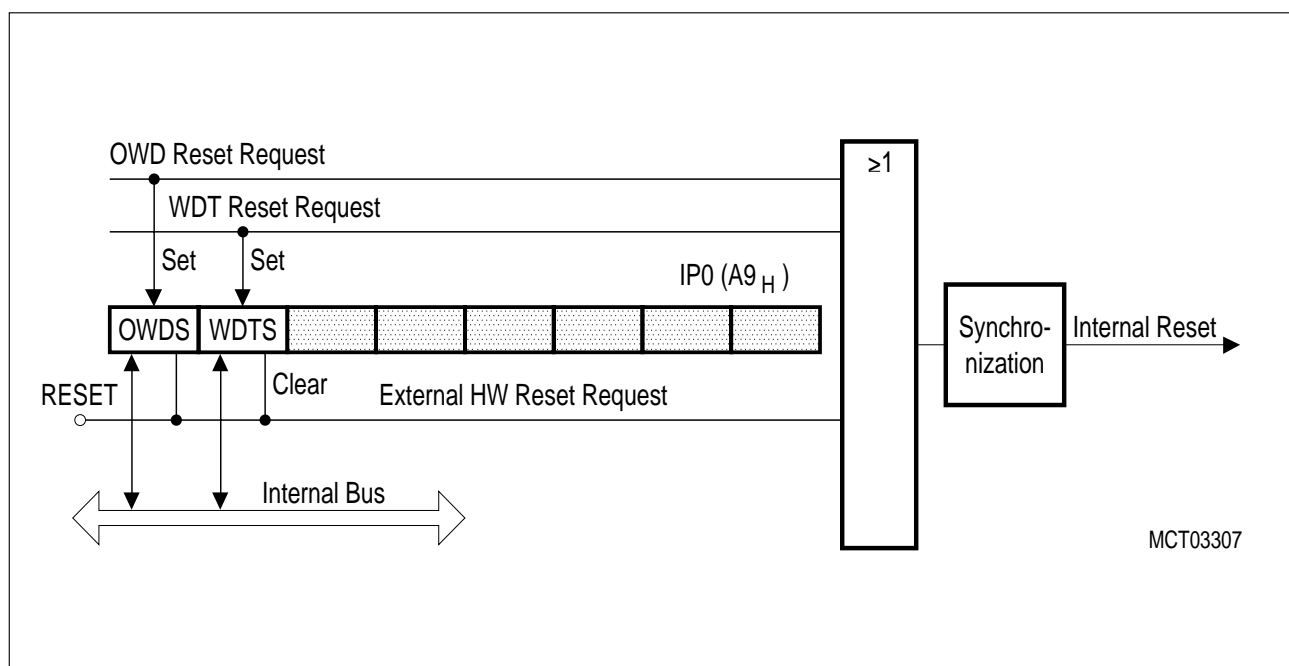 OWD Reset Request
≥1
WDT Reset Request
Set
Set
IP0 (A9 H )
OWDS
WDTS
Synchro-
nization
Internal Reset
Clear
RESET
External HW Reset Request
Internal Bus
MCT03307